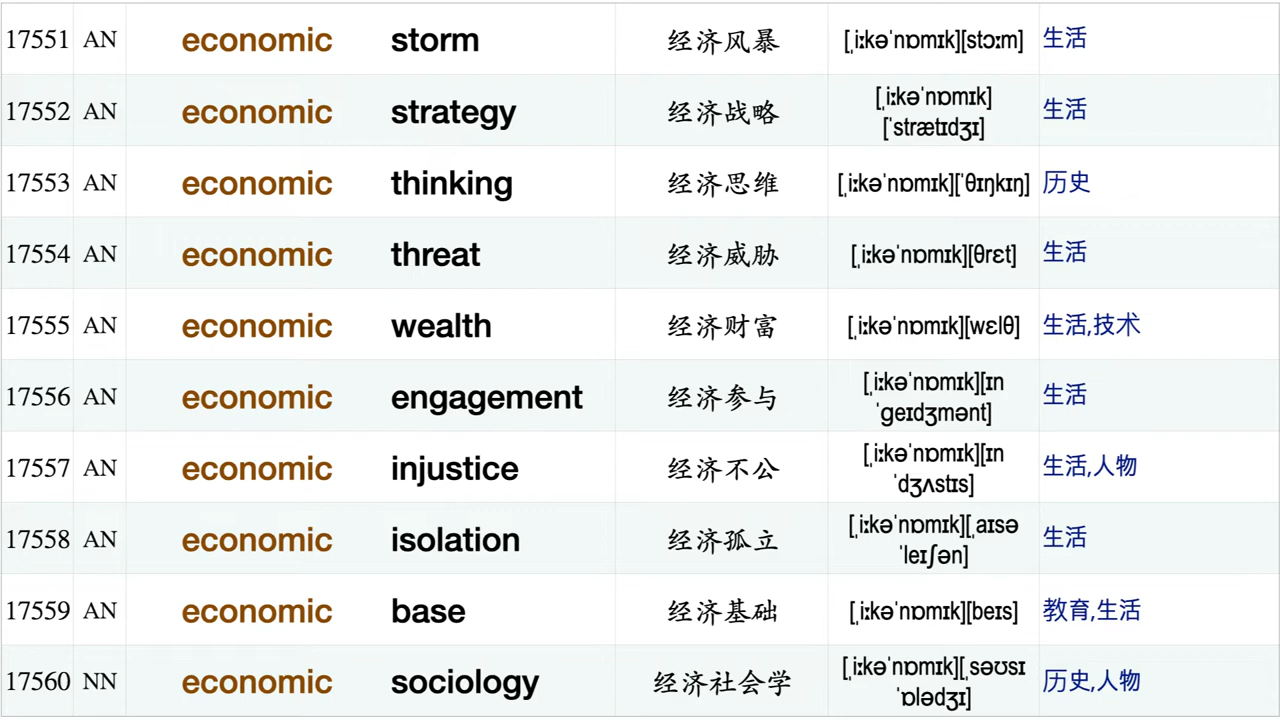 17551 AN economic storm 经济风暴 [ˌiːkəˈnɒmɪk][stɔːm] 生活
17552 AN economic strategy 经济战略 [ˌiːkəˈnɒmɪk]
[ˈstrætɪdʒɪ] 生活
17553 AN economic thinking 经济思维 [ˌiːkəˈnɒmɪk][ˈθɪŋkɪŋ] 历史
17554 AN economic threat 经济威胁 [ˌiːkəˈnɒmɪk][θrɛt] 生活
17555 AN economic wealth 经济财富 [ˌiːkəˈnɒmɪk][wɛlθ] 生活,技术
17556 AN economic engagement 经济参与 [ˌiːkəˈnɒmɪk][ɪn
ˈgeɪdʒmənt] 生活
17557 AN economic injustice 经济不公 [ˌiːkəˈnɒmɪk][ɪn
ˈdʒʌstɪs] 生活,人物
17558 AN economic isolation 经济孤立 [ˌiːkəˈnɒmɪk][ˌaɪsə
ˈleɪʃən] 生活
17559 AN economic base 经济基础 [ˌiːkəˈnɒmɪk][beɪs] 教育,生活
17560 NN economic sociology 经济社会学 [ˌiːkəˈnɒmɪk][ˌsəʊsɪ
ˈɒlədʒɪ] 历史,人物